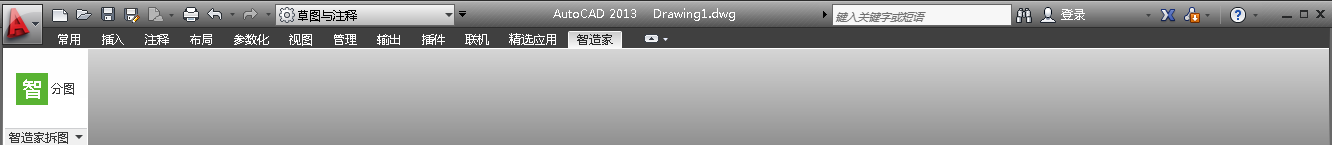 草图与注释
AutoCAD 2013 Drawing1.dwg
键入关键字或短语
登录
常用 插入 注释 布局 参数化 视图 管理 输出 插件 联机 精选应用 智造家
智 分图
智造家拆图